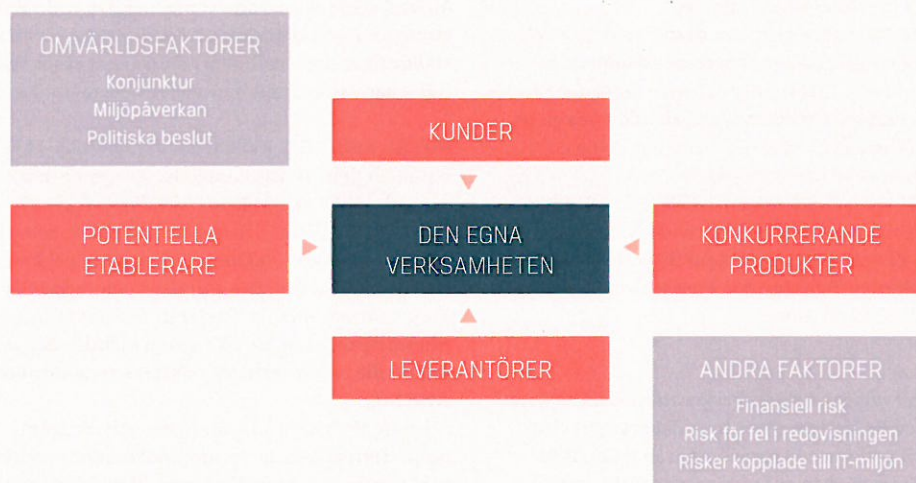 OMVÄRLDSFAKTORER
Konjunktur
Miljöpåverkan
Politiska beslut
KUNDER
POTENTIELLA
ETABLERARE
DEN EGNA
VERKSAMHETEN
KONKURRERANDE
PRODUKTER
LEVERANTÖRER
ANDRA FAKTORER
Finansiell risk
Risk för fel i redovisningen
Risker kopplade till IT-miljön